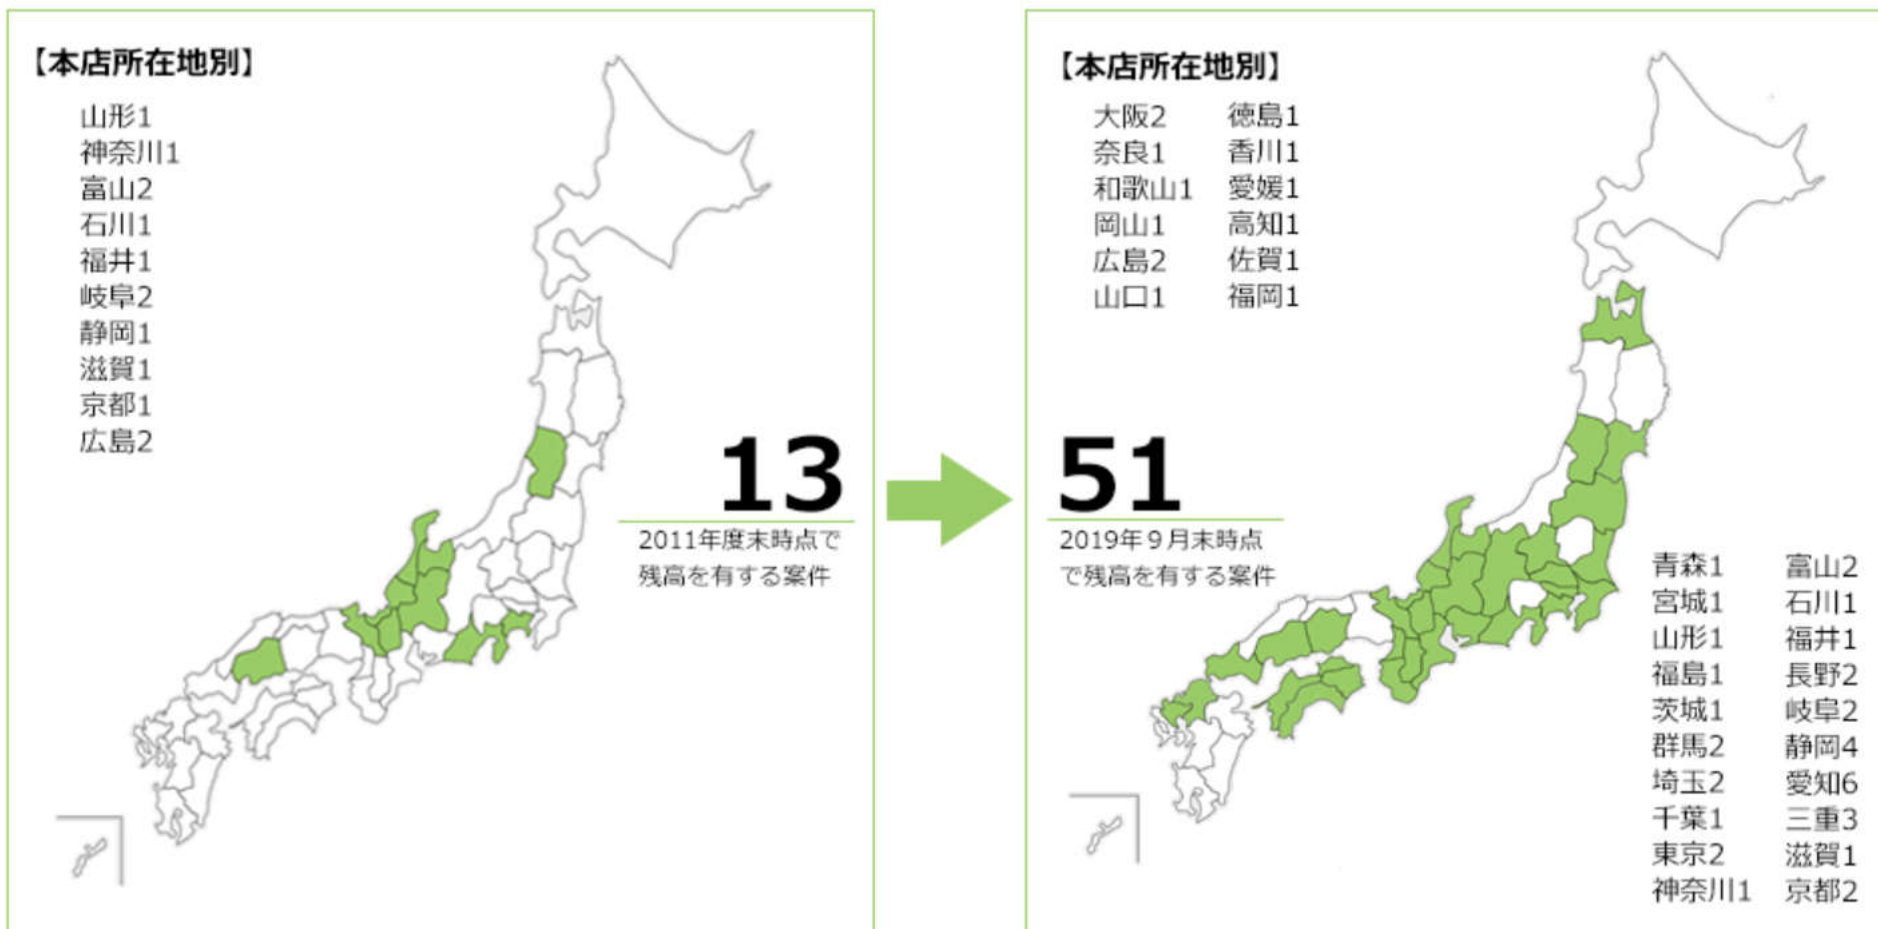 【本店所在地別】
山形1
神奈川1
富山2
石川1
福井1
岐阜2
静岡1
滋賀1
京都1
広島2
13
2011年度末時点で
残高を有する案件
【本店所在地別】
大阪2
奈良1
和歌山1
岡山1
広島2
山口1
徳島1
香川1
愛媛1
高知1
佐賀1
福岡1
51
2019年９月末時点
で残高を有する案件
青森1
宮城1
山形1
福島1
茨城1
群馬2
埼玉2
千葉1
東京2
神奈川1
富山2
石川1
福井1
長野2
岐阜2
静岡4
愛知6
三重3
滋賀1
京都2